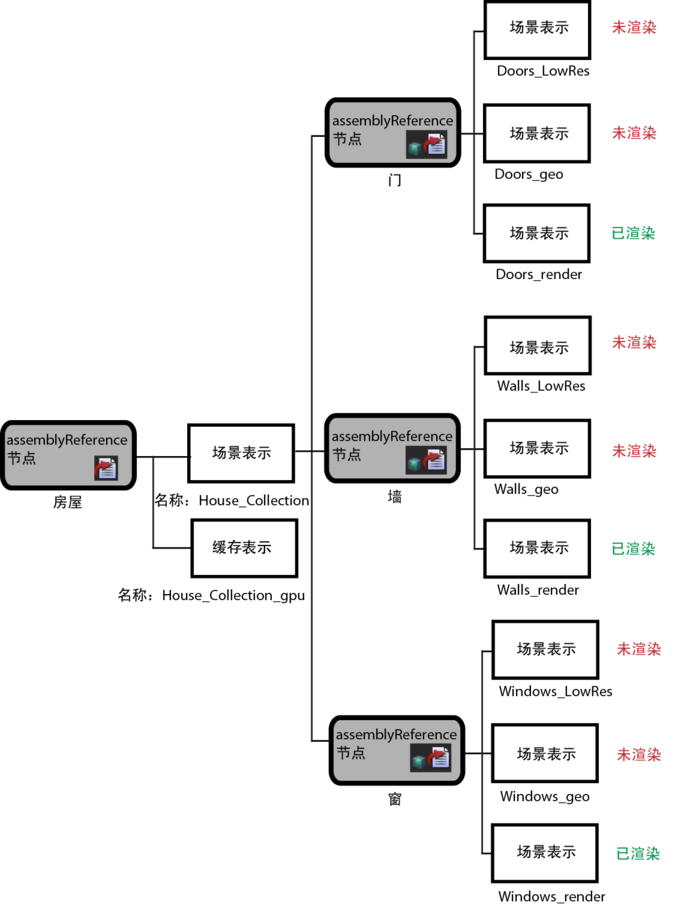 场景表示
未渲染
Doors_LowRes
assemblyReference
节点
门
场景表示
未渲染
Doors_geo
场景表示
已渲染
Doors_render
场景表示
未渲染
Walls_LowRes
assemblyReference
节点
房屋
场景表示
名称：House_Collection
缓存表示
名称：House_Collection_gpu
assemblyReference
节点
墙
场景表示
未渲染
Walls_geo
场景表示
已渲染
Walls_render
场景表示
未渲染
Windows_LowRes
assemblyReference
节点
窗
场景表示
未渲染
Windows_geo
场景表示
已渲染
Windows_render